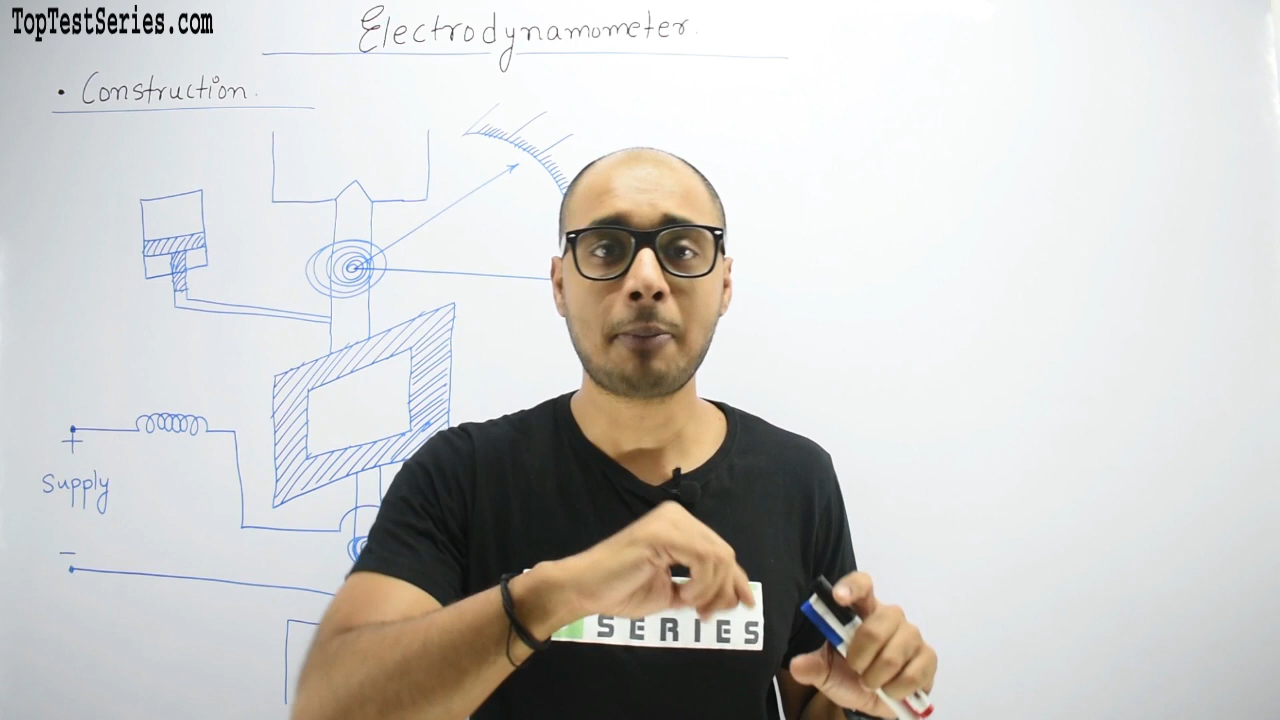 TopTestSeries.com
Electrodynamometer.
• Construction.
+
Supply
−
SERIES